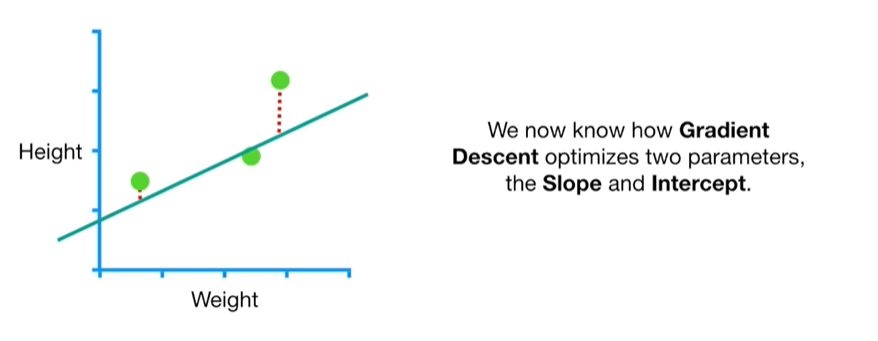 Height
Weight
We now know how Gradient
Descent optimizes two parameters,
the Slope and Intercept.